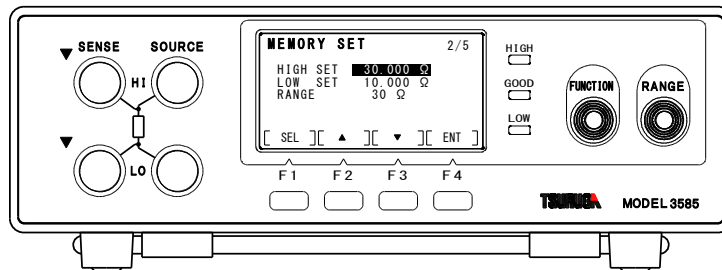 SENSE SOURCE
HI
LO
MEMORY SET 2/5
HIGH SET 30.000 Ω
LOW SET 10.000 Ω
RANGE 30 Ω
[ SEL ][ ▲ ][ ▼ ][ ENT ]
F1 F2 F3 F4
HIGH
GOOD
LOW
FUNCTION RANGE
TSURUGA MODEL 3585